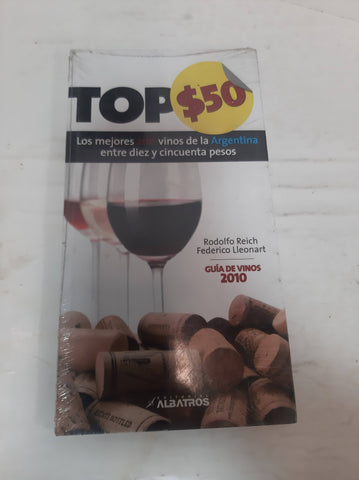 TOP $50
Los mejores vinos de la Argentina
entre diez y cincuenta pesos
Rodolfo Reich
Federico Lleonart
GUÍA DE VINOS
2010
EDITORIAL
ALBATROS